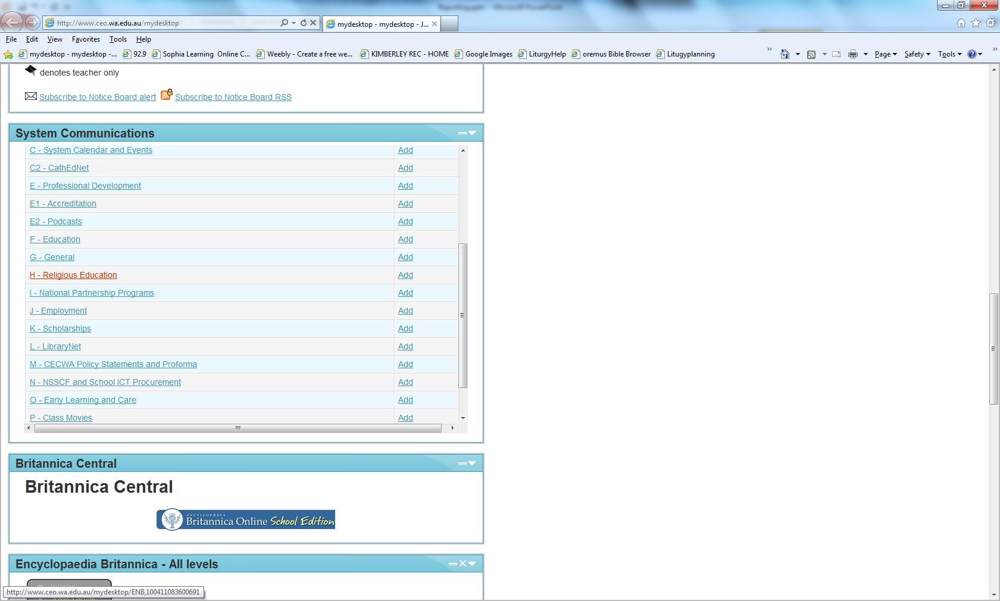 Reporting.pptx - Microsoft PowerPoint
http://www.ceo.wa.edu.au/mydesktop
mydesktop - mydesktop - J...
File Edit View Favorites Tools Help
mydesktop - mydesktop -... 92.9 Sophia Learning Online C... Weebly - Create a free we... KIMBERLEY REC - HOME Google Images LiturgyHelp oremus Bible Browser Litugyplanning » Page Safety Tools »
denotes teacher only
Subscribe to Notice Board alert Subscribe to Notice Board RSS
System Communications
C - System Calendar and Events Add
C2 - CathEdNet Add
E - Professional Development Add
E1 - Accreditation Add
E2 - Podcasts Add
F - Education Add
G - General Add
H - Religious Education Add
I - National Partnership Programs Add
J - Employment Add
K - Scholarships Add
L - LibraryNet Add
M - CECWA Policy Statements and Proforma Add
N - NSSCF and School ICT Procurement Add
O - Early Learning and Care Add
P - Class Movies Add
Britannica Central
Britannica Central
ENCYCLOPÆDIA
Britannica Online School Edition
Encyclopaedia Britannica - All levels
http://www.ceo.wa.edu.au/mydesktop/ENB,100411083600691